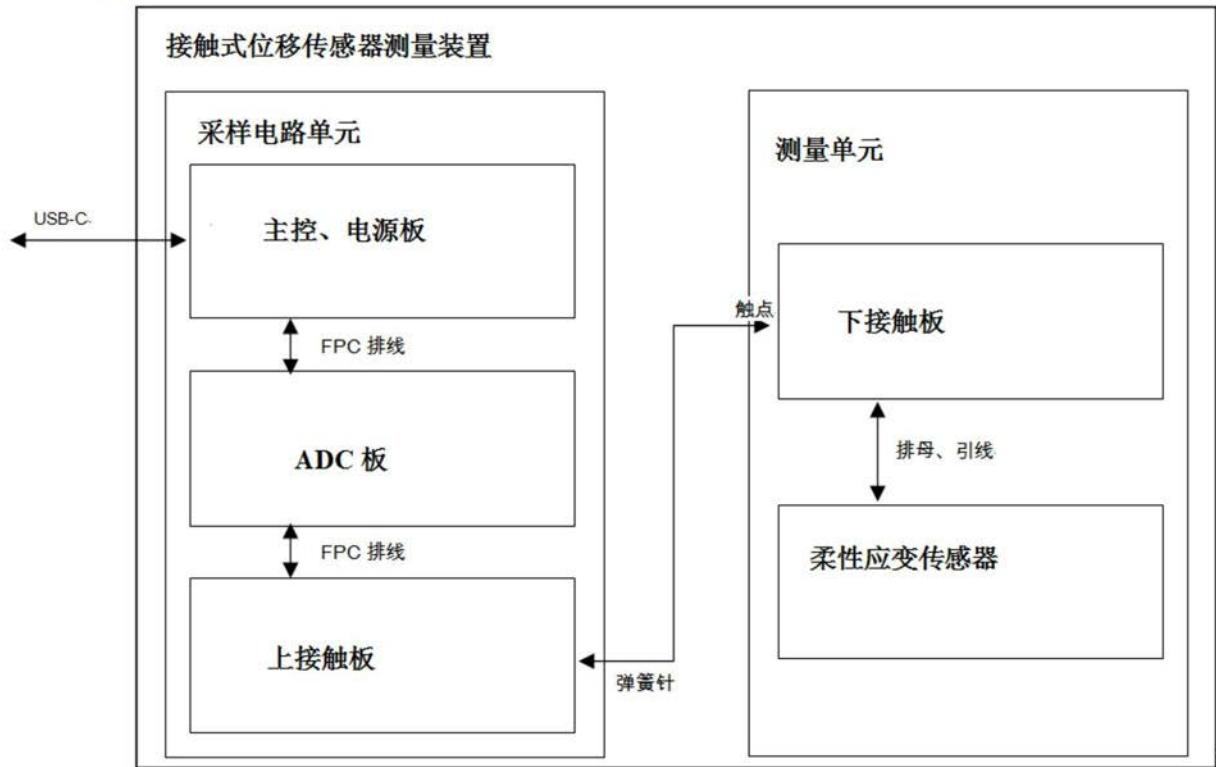 接触式位移传感器测量装置
采样电路单元
主控、电源板
USB-C
FPC 排线
ADC 板
FPC 排线
上接触板
弹簧针
测量单元
触点
下接触板
排母、引线
柔性应变传感器